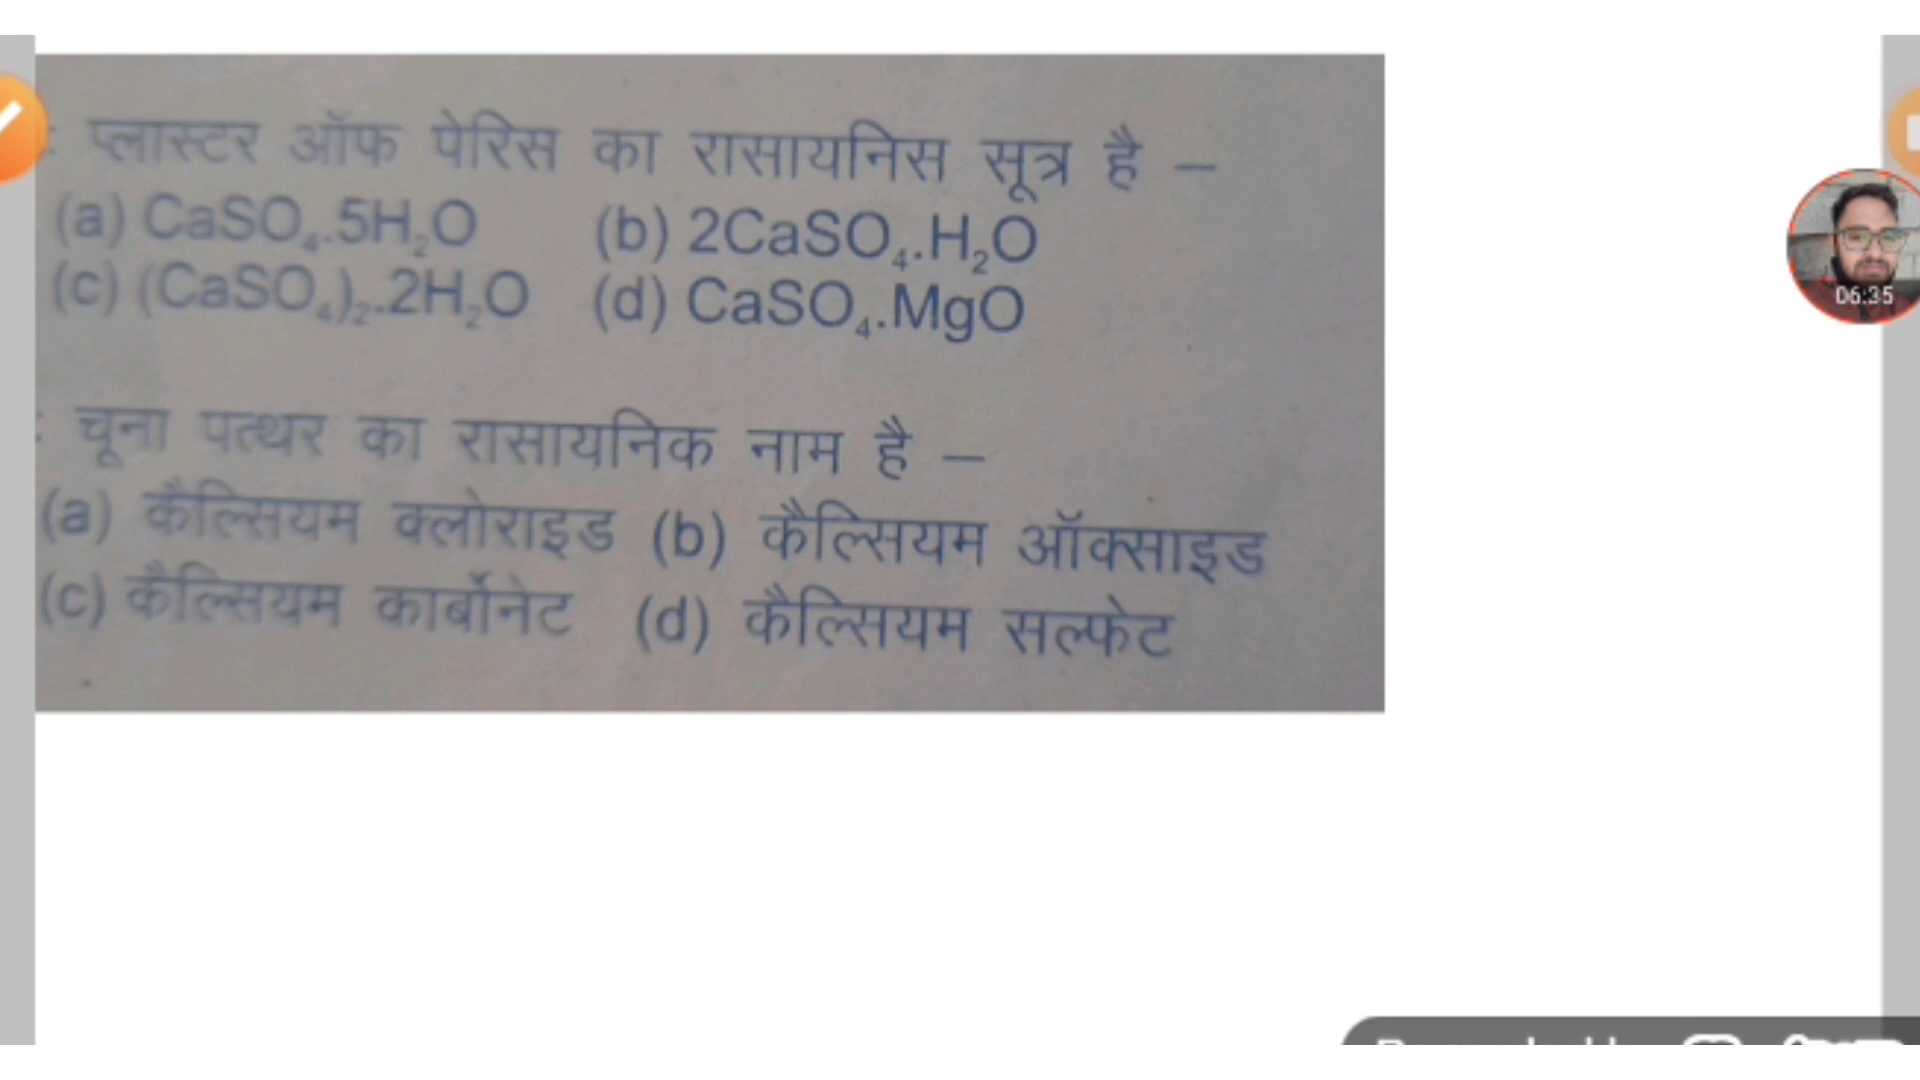 : प्लास्टर ऑफ पेरिस का रासायनिस सूत्र है –
(a) CaSO₄.5H₂O (b) 2CaSO₄.H₂O
(c) (CaSO₄)₂.2H₂O (d) CaSO₄.MgO
: चूना पत्थर का रासायनिक नाम है –
(a) कैल्सियम क्लोराइड (b) कैल्सियम ऑक्साइड
(c) कैल्सियम कार्बोनेट (d) कैल्सियम सल्फेट
06:35